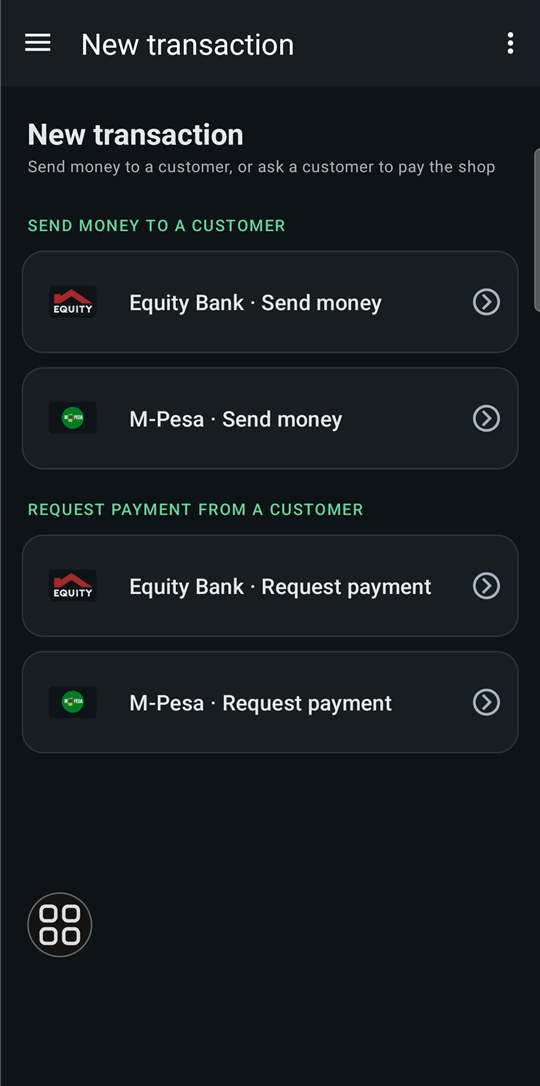 New transaction
New transaction
Send money to a customer, or ask a customer to pay the shop
SEND MONEY TO A CUSTOMER
EQUITY
Equity Bank · Send money
M-PESA
M-Pesa · Send money
REQUEST PAYMENT FROM A CUSTOMER
EQUITY
Equity Bank · Request payment
M-PESA
M-Pesa · Request payment